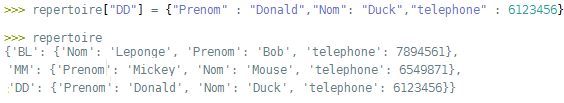 >>> repertoire["DD"] = {"Prenom" : "Donald","Nom": "Duck","telephone" : 6123456}
>>> repertoire
{'BL': {'Nom': 'Leponge', 'Prenom': 'Bob', 'telephone': 7894561},
'MM': {'Prenom': 'Mickey', 'Nom': 'Mouse', 'telephone': 6549871},
'DD': {'Prenom': 'Donald', 'Nom': 'Duck', 'telephone': 6123456}}